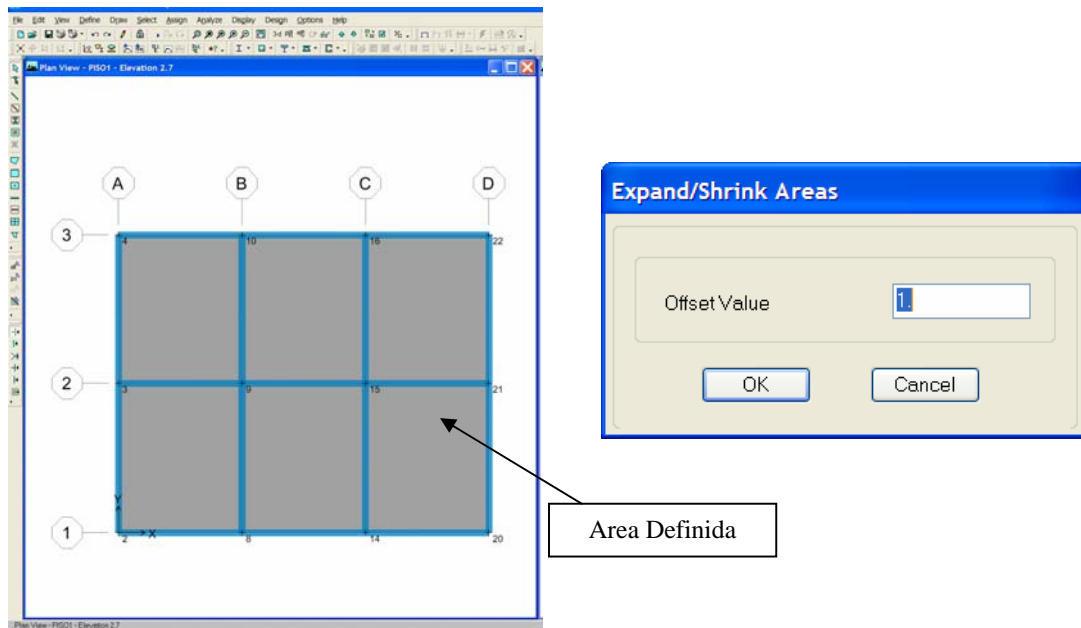 File Edit View Define Draw Select Assign Analyze Display Design Options Help
Plan View - PISO1 - Elevation 2.7
A B C D
3
4 10 16 22
2
3 9 15 21
Y
1
X
2 8 14 20
Plan View - PISO1 - Elevation 2.7
Expand/Shrink Areas
Offset Value 1.
OK Cancel
Area Definida